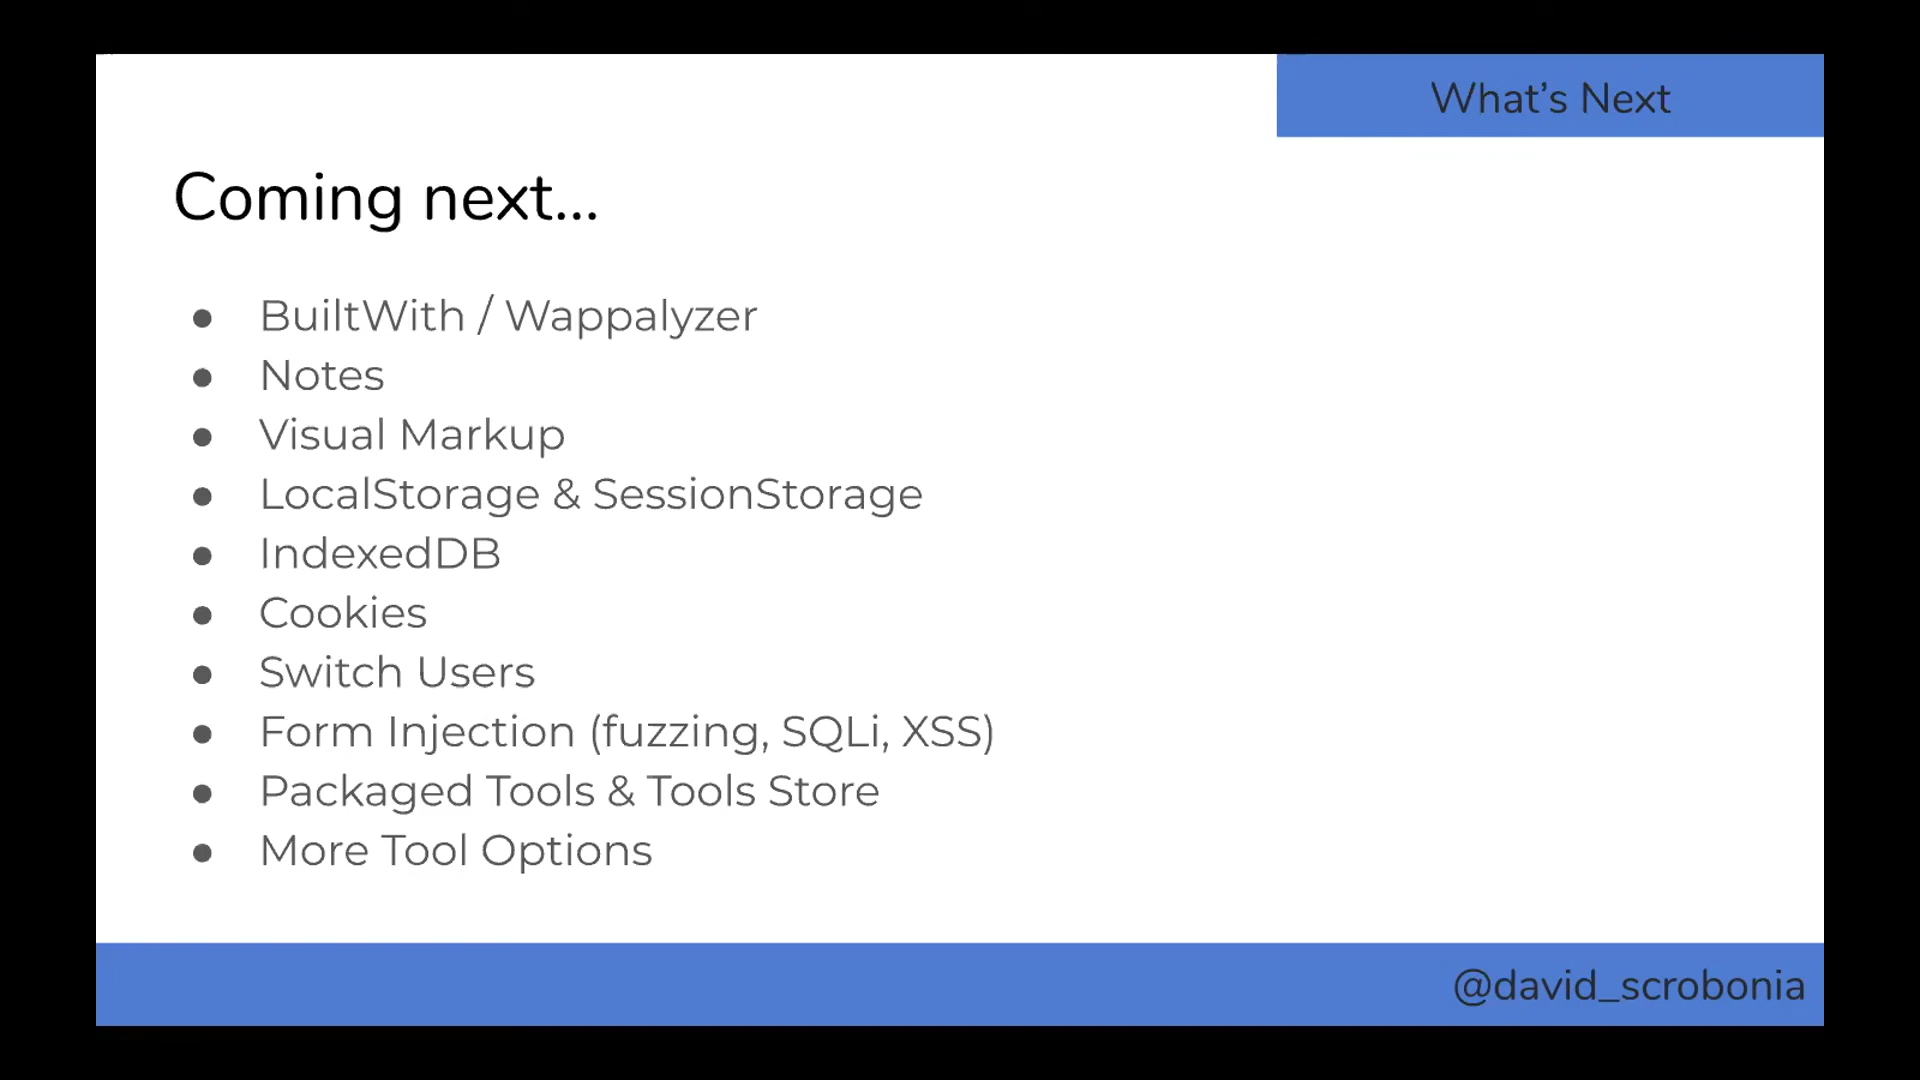 What’s Next
Coming next...
● BuiltWith / Wappalyzer
● Notes
● Visual Markup
● LocalStorage & SessionStorage
● IndexedDB
● Cookies
● Switch Users
● Form Injection (fuzzing, SQLi, XSS)
● Packaged Tools & Tools Store
● More Tool Options
@david_scrobonia